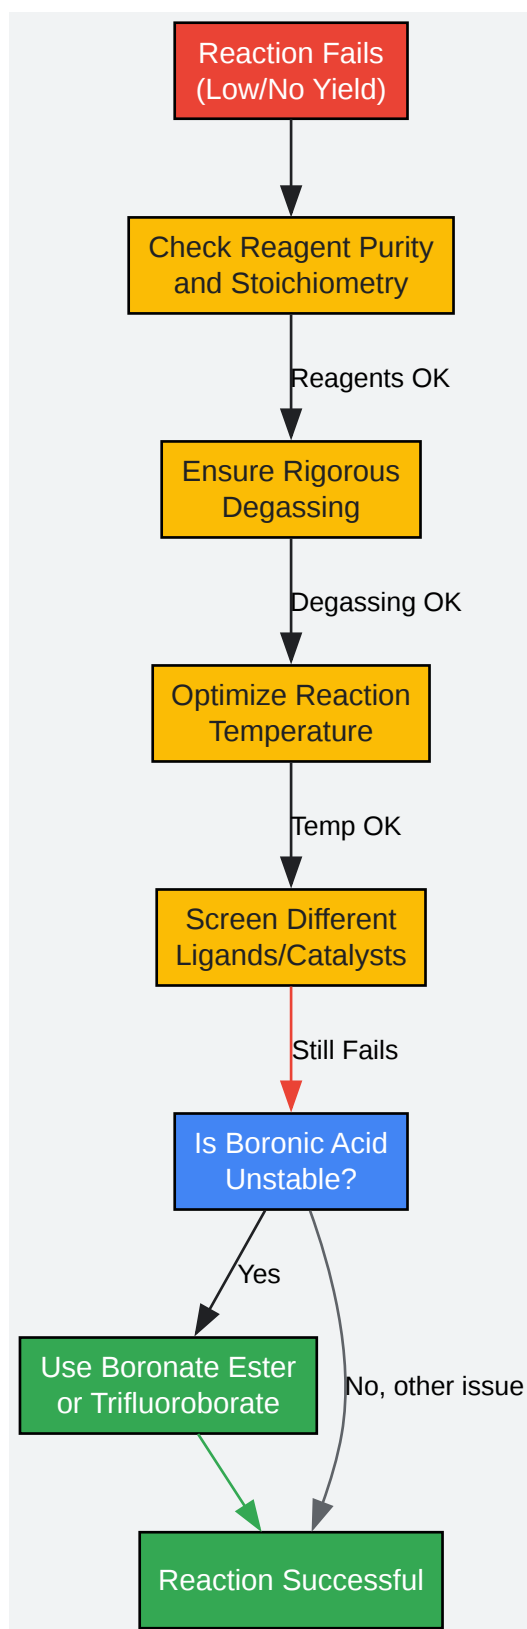 Reaction Fails
(Low/No Yield)
Check Reagent Purity
and Stoichiometry
Reagents OK
Ensure Rigorous
Degassing
Degassing OK
Optimize Reaction
Temperature
Temp OK
Screen Different
Ligands/Catalysts
Still Fails
Is Boronic Acid
Unstable?
Yes
Use Boronate Ester
or Trifluoroborate
No, other issue
Reaction Successful